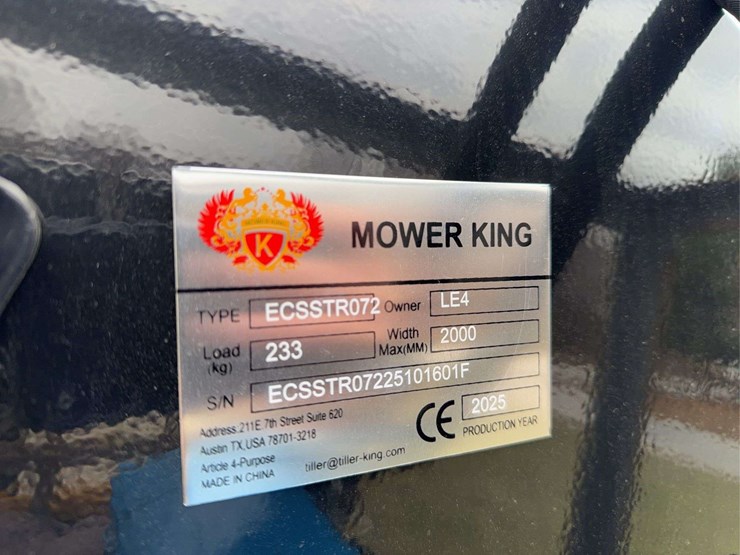 K
MOWER KING
TYPE ECSSTR072 Owner LE4
Load (kg) 233 Width Max(MM) 2000
S/N ECSSTR07225101601F
Address:211E 7th Street Suite 620
Austin TX,USA 78701-3218
Article 4-Purpose
MADE IN CHINA tiller@tiller-king.com
CE 2025
PRODUCTION YEAR